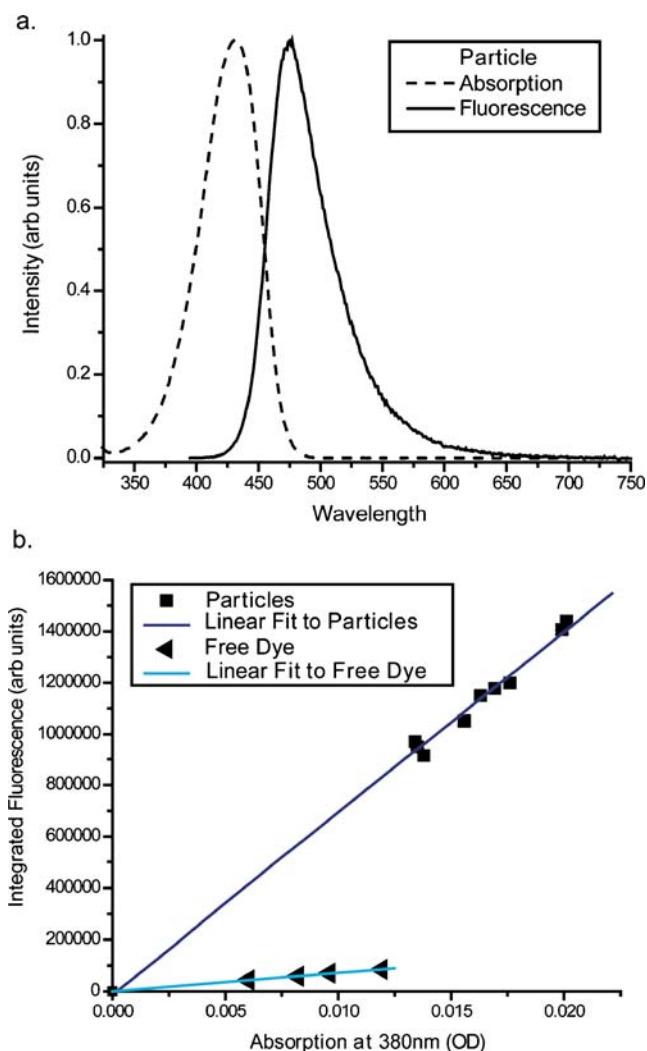 a.
Intensity (arb units)
1.0
0.8
0.6
0.4
0.2
0.0
Particle
Absorption
Fluorescence
350 400 450 500 550 600 650 700 750
Wavelength
b.
Integrated Fluorescence (arb units)
1600000
1400000
1200000
1000000
800000
600000
400000
200000
0
Particles
Linear Fit to Particles
Free Dye
Linear Fit to Free Dye
0.000 0.005 0.010 0.015 0.020
Absorption at 380nm (OD)